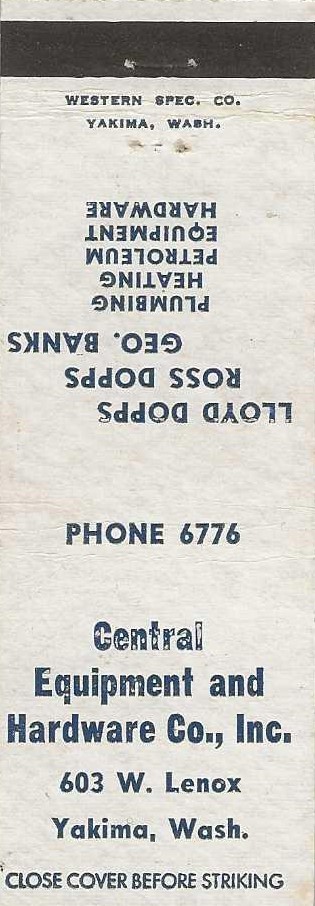 WESTERN SPEC. CO.
YAKIMA, WASH.
LLOYD DOPPS
ROSS DOPPS
GEO. BANKS
PLUMBING
HEATING
PETROLEUM
EQUIPMENT
HARDWARE
PHONE 6776
Central
Equipment and
Hardware Co., Inc.
603 W. Lenox
Yakima, Wash.
CLOSE COVER BEFORE STRIKING